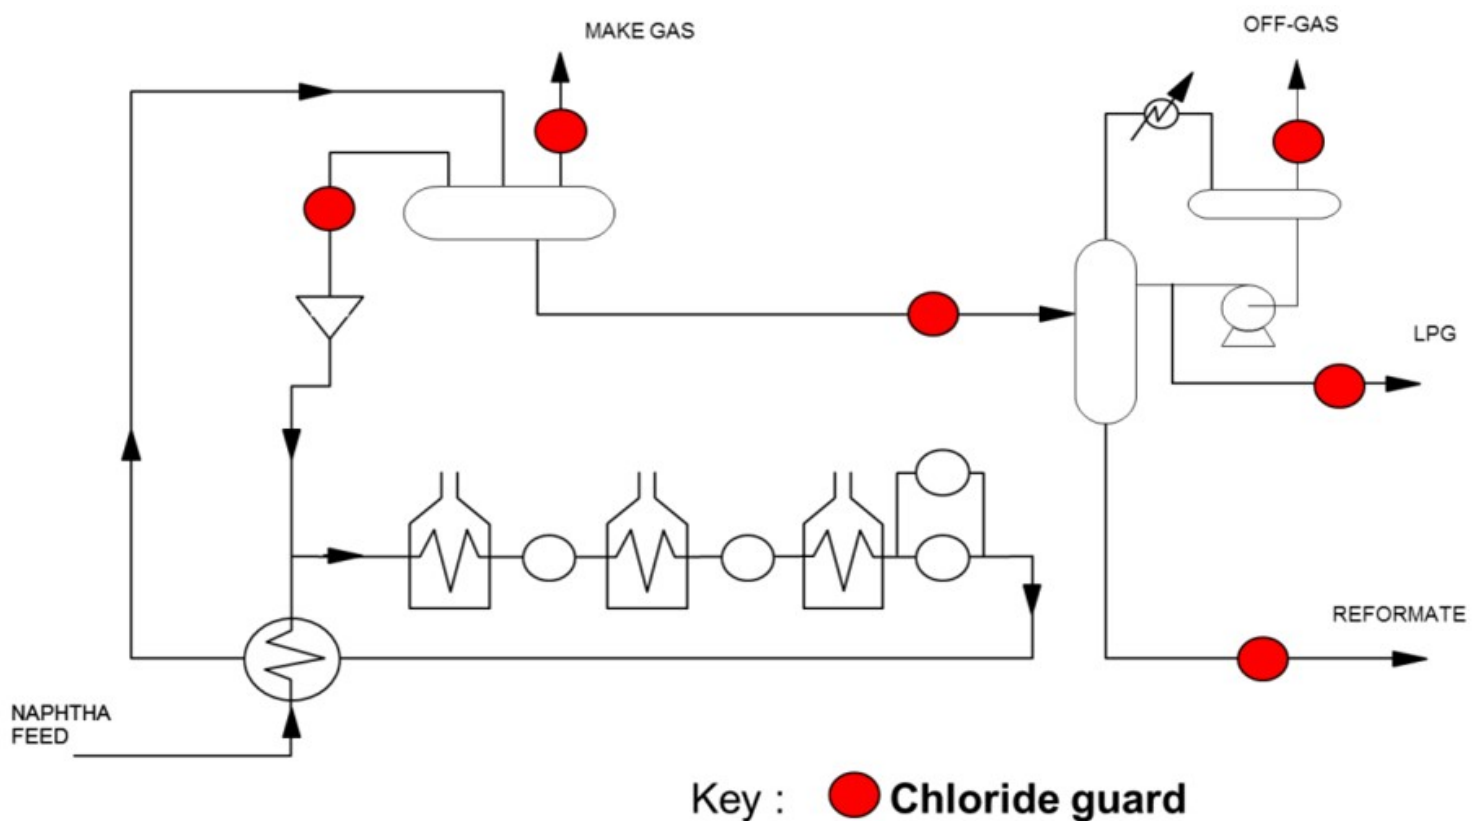 MAKE GAS
OFF-GAS
LPG
REFORMATE
NAPHTHA
FEED
Key : Chloride guard